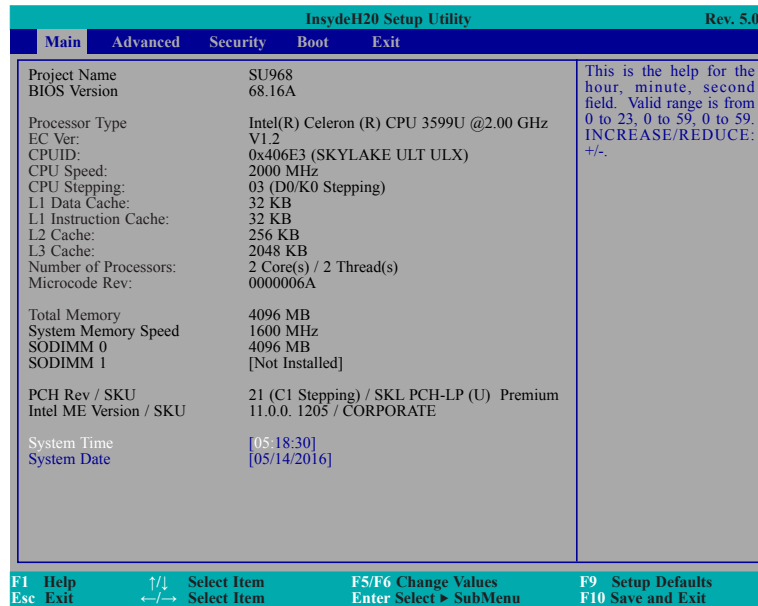 InsydeH20 Setup Utility Rev. 5.0
Main Advanced Security Boot Exit
Project Name SU968
BIOS Version 68.16A
Processor Type Intel(R) Celeron (R) CPU 3599U @2.00 GHz
EC Ver: V1.2
CPUID: 0x406E3 (SKYLAKE ULT ULX)
CPU Speed: 2000 MHz
CPU Stepping: 03 (D0/K0 Stepping)
L1 Data Cache: 32 KB
L1 Instruction Cache: 32 KB
L2 Cache: 256 KB
L3 Cache: 2048 KB
Number of Processors: 2 Core(s) / 2 Thread(s)
Microcode Rev: 0000006A
Total Memory 4096 MB
System Memory Speed 1600 MHz
SODIMM 0 4096 MB
SODIMM 1 [Not Installed]
PCH Rev / SKU 21 (C1 Stepping) / SKL PCH-LP (U) Premium
Intel ME Version / SKU 11.0.0. 1205 / CORPORATE
System Time [05:18:30]
System Date [05/14/2016]
This is the help for the
hour, minute, second
field. Valid range is from
0 to 23, 0 to 59, 0 to 59.
INCREASE/REDUCE:
+/-.
F1 Help ↑/↓ Select Item F5/F6 Change Values F9 Setup Defaults
Esc Exit ←/→ Select Item Enter Select ► SubMenu F10 Save and Exit